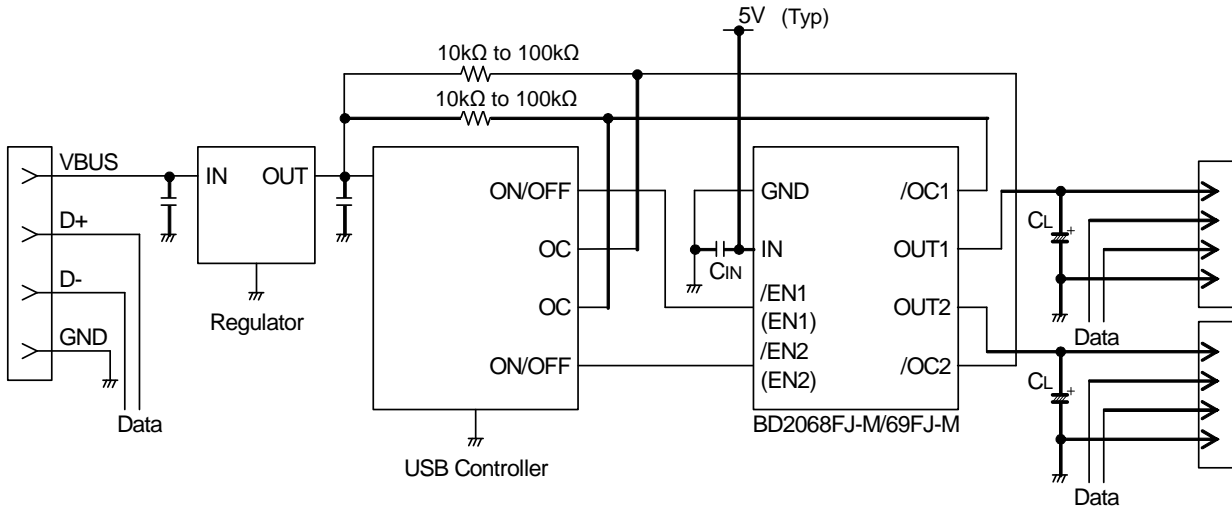 5V (Typ)
10kΩ to 100kΩ
10kΩ to 100kΩ
VBUS
D+
D-
GND
Data
IN
OUT
Regulator
ON/OFF
OC
OC
ON/OFF
USB Controller
CIN
GND
IN
/EN1
(EN1)
/EN2
(EN2)
/OC1
OUT1
OUT2
/OC2
BD2068FJ-M/69FJ-M
CL
+
Data
CL
+
Data